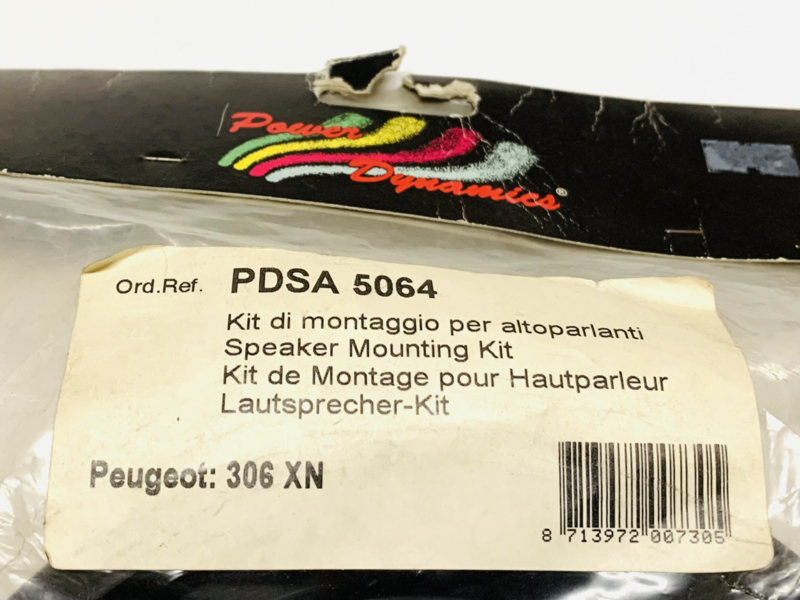 Power
Dynamics®
Ord.Ref. PDSA 5064
Kit di montaggio per altoparlanti
Speaker Mounting Kit
Kit de Montage pour Hautparleur
Lautsprecher-Kit
Peugeot: 306 XN
8 713972 007305